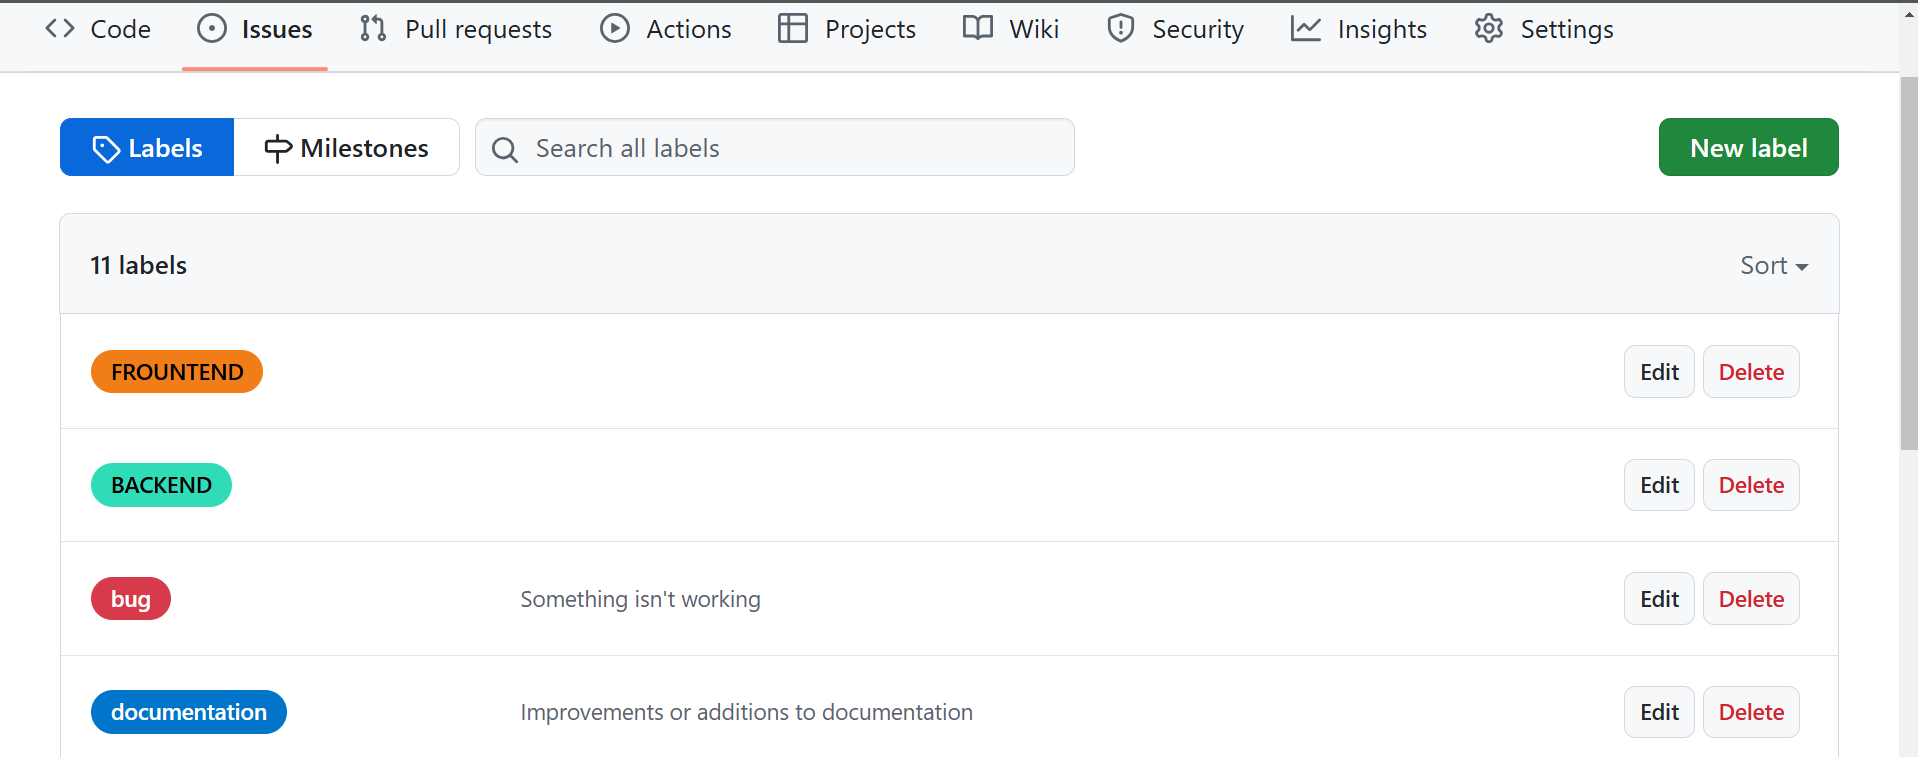 Code Issues Pull requests Actions Projects Wiki Security Insights Settings
Labels Milestones Search all labels New label
11 labels Sort
FROUNTEND Edit Delete
BACKEND Edit Delete
bug Something isn't working Edit Delete
documentation Improvements or additions to documentation Edit Delete